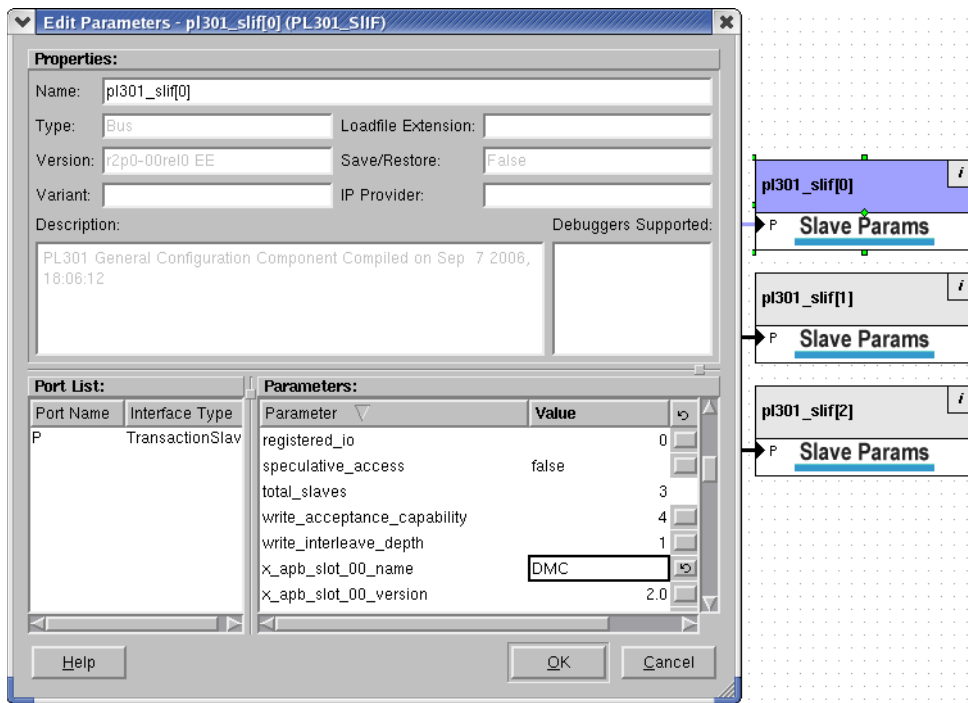 Edit Parameters - pl301_slif[0] (PL301_SlIF)
Properties:
Name: pl301_slif[0]
Type: Bus Loadfile Extension:
Version: r2p0-00rel0 EE Save/Restore: False
Variant: IP Provider:
Description: Debuggers Supported:
PL301 General Configuration Component Compiled on Sep 7 2006,
18:06:12
Port List: Parameters:
Port Name Interface Type Parameter Value
P TransactionSlav
registered_io 0
speculative_access false
total_slaves 3
write_acceptance_capability 4
write_interleave_depth 1
x_apb_slot_00_name DMC
x_apb_slot_00_version 2.0
Help OK Cancel
pl301_slif[0] i
P Slave Params
pl301_slif[1] i
P Slave Params
pl301_slif[2] i
P Slave Params